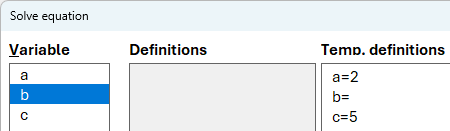 Solve equation
Variable Definitions Temp. definitions
a a=2
b b=
c c=5